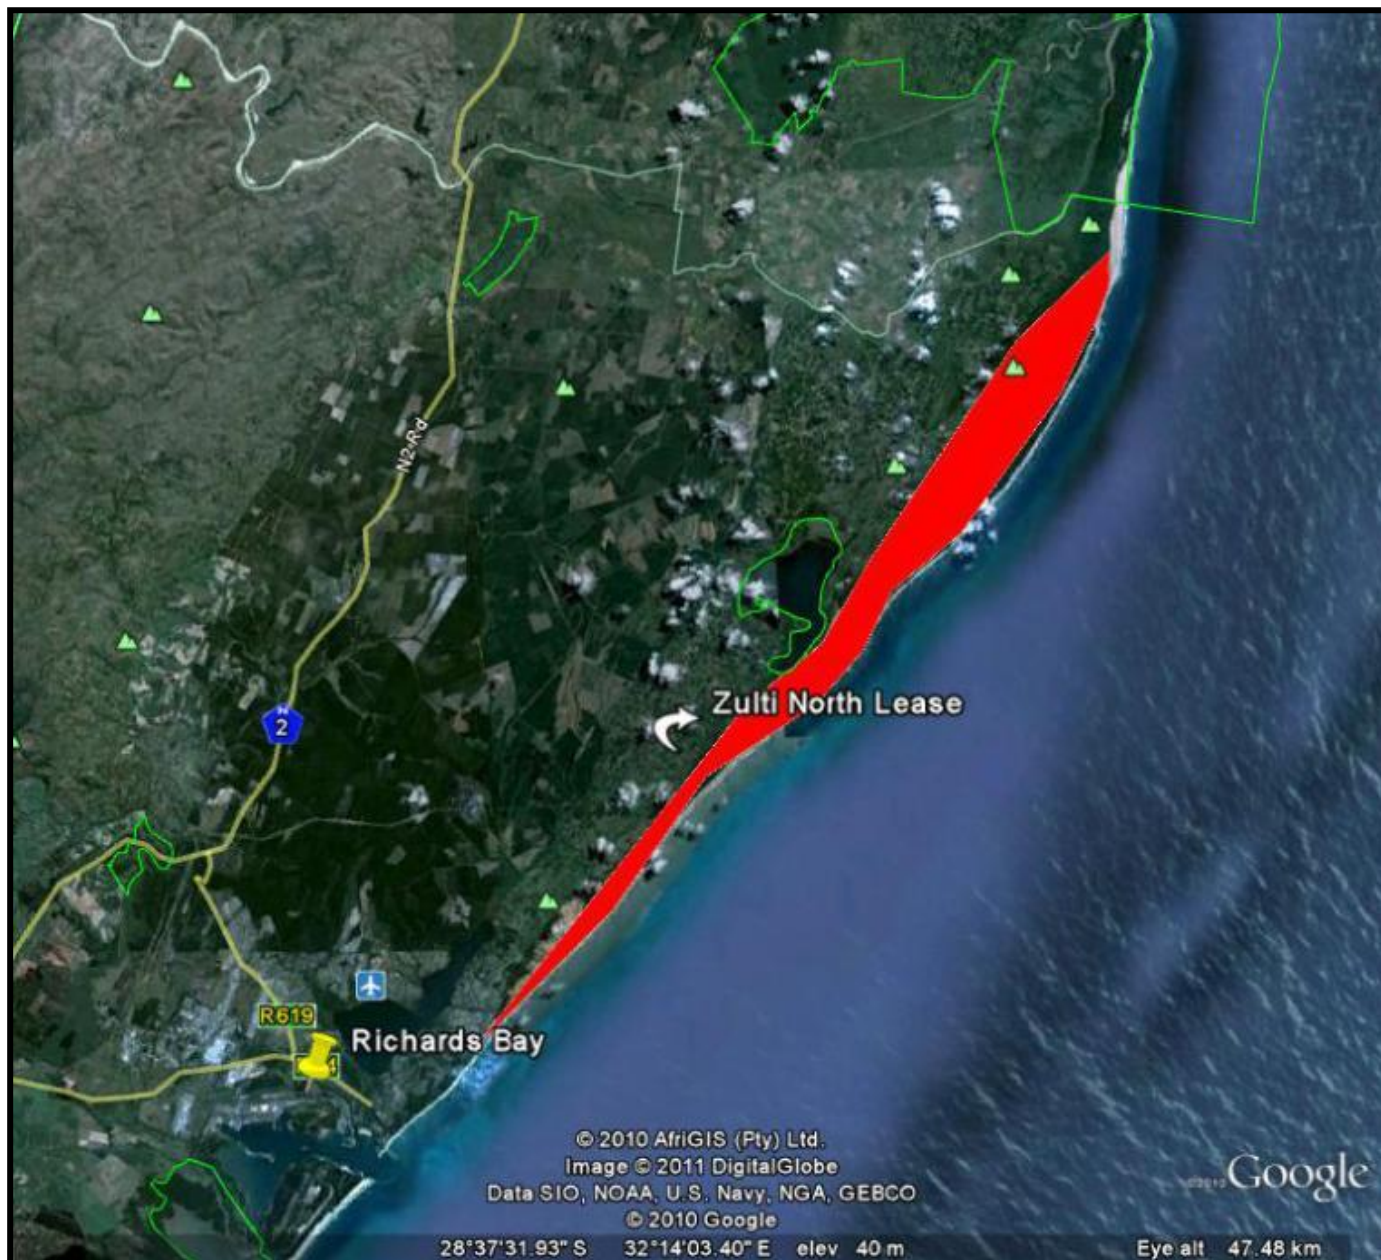 N2-Rd
Zulti North Lease
N
2
R619
Richards Bay
© 2010 AfriGIS (Pty) Ltd.
Image © 2011 DigitalGlobe
Data SIO, NOAA, U.S. Navy, NGA, GEBCO
© 2010 Google
©2010 Google
28°37'31.93" S 32°14'03.40" E elev 40 m Eye alt 47.48 km